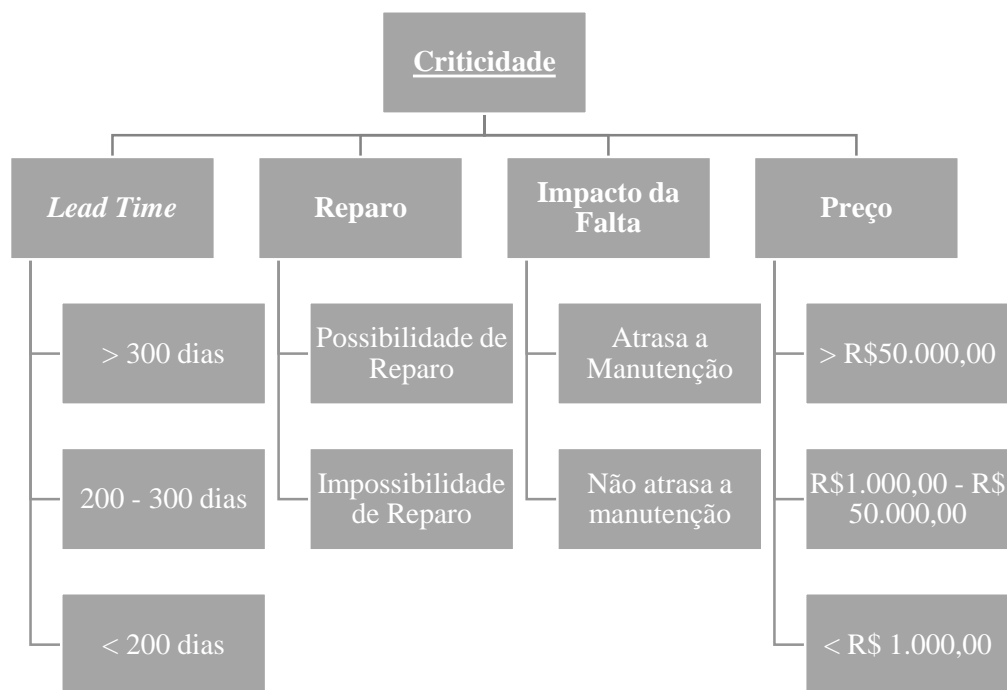 Criticidade
Lead Time
> 300 dias
200 - 300 dias
< 200 dias
Reparo
Possibilidade de
Reparo
Impossibilidade
de Reparo
Impacto da
Falta
Atrasa a
Manutenção
Não atrasa a
manutenção
Preço
> R$50.000,00
R$1.000,00 - R$
50.000,00
< R$ 1.000,00